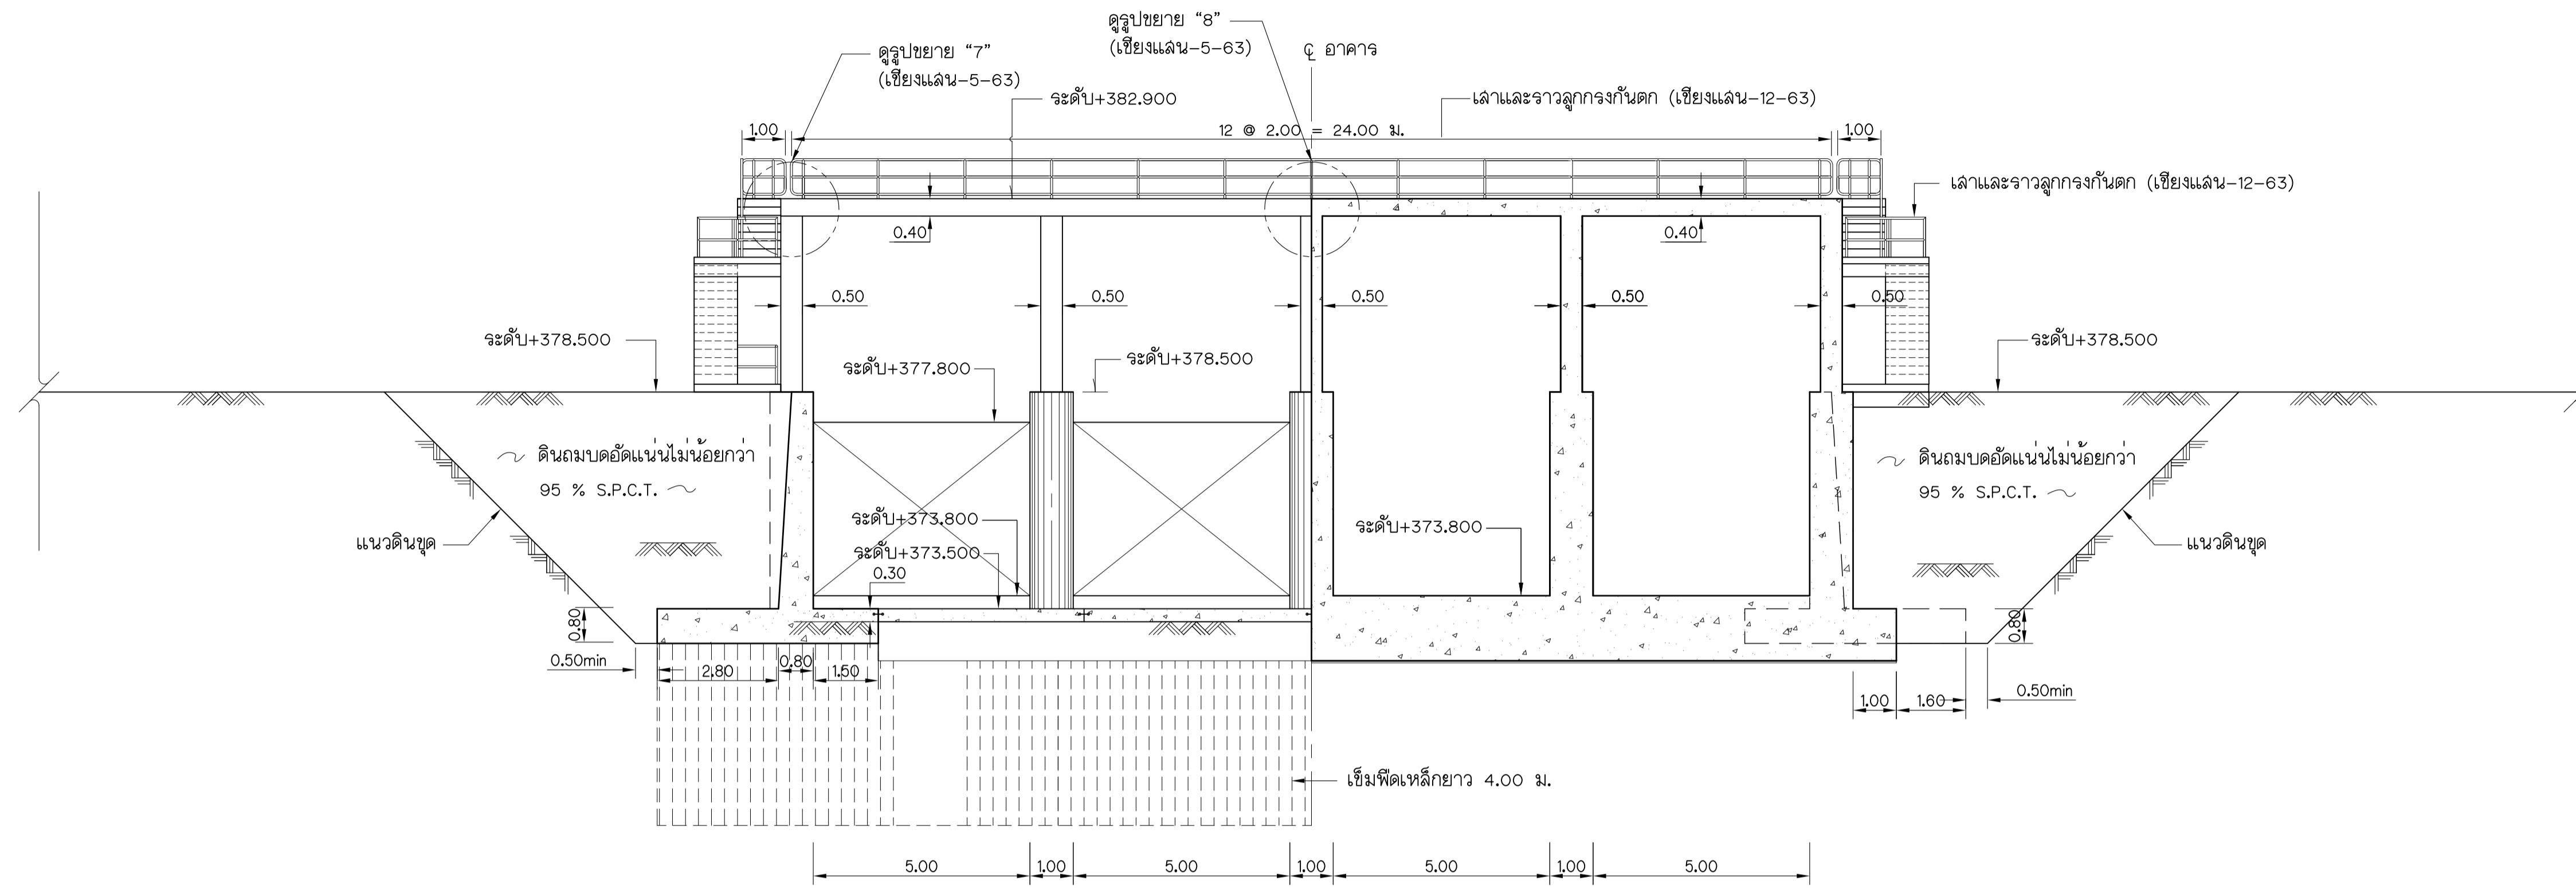 ดูรูปขยาย “8”
(เชียงแสน-5-63)
℄ อาคาร
ดูรูปขยาย “7”
(เชียงแสน-5-63)
ระดับ+382.900
เสาและราวลูกกรงกันตก (เชียงแสน-12-63)
1.00
12 @ 2.00 = 24.00 ม.
1.00
เสาและราวลูกกรงกันตก (เชียงแสน-12-63)
0.40
0.40
0.50
0.50
0.50
0.50
0.50
ระดับ+378.500
ระดับ+377.800
ระดับ+378.500
ระดับ+378.500
ดินถมบดอัดแน่นไม่น้อยกว่า
95 % S.P.C.T.
ดินถมบดอัดแน่นไม่น้อยกว่า
95 % S.P.C.T.
แนวดินขุด
ระดับ+373.800
ระดับ+373.500
0.30
ระดับ+373.800
แนวดินขุด
0.80
0.80
0.50min
2.80
0.80
1.50
1.00
1.60
0.50min
เข็มพืดเหล็กยาว 4.00 ม.
5.00
1.00
5.00
1.00
5.00
1.00
5.00